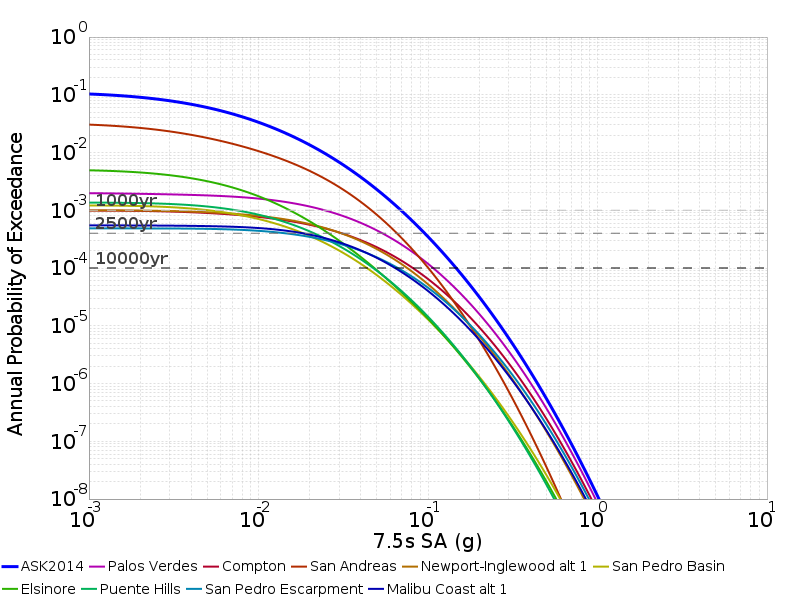 10^0
10^-1
10^-2
10^-3
10^-4
10^-5
10^-6
10^-7
10^-8
Annual Probability of Exceedance
1000yr
2500yr
10000yr
10^-3 10^-2 10^-1 10^0 10^1
7.5s SA (g)
ASK2014 Palos Verdes Compton San Andreas Newport-Inglewood alt 1 San Pedro Basin
Elsinore Puente Hills San Pedro Escarpment Malibu Coast alt 1